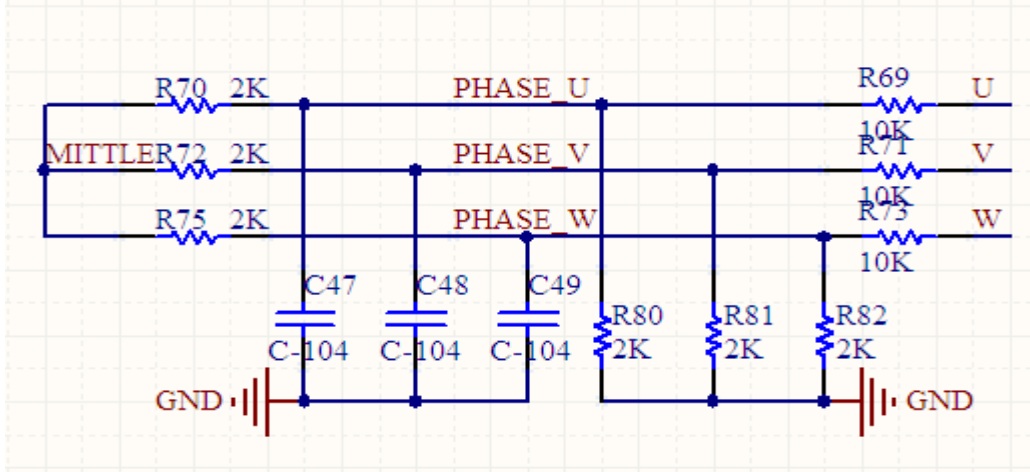 R69
R70 2K PHASE_U U
10K
MITTLE R72 2K PHASE_V R71 V
10K
R75 2K PHASE_W R73 W
10K
C47 C48 C49
R80 R81 R82
C-104 C-104 C-104 2K 2K 2K
GND GND